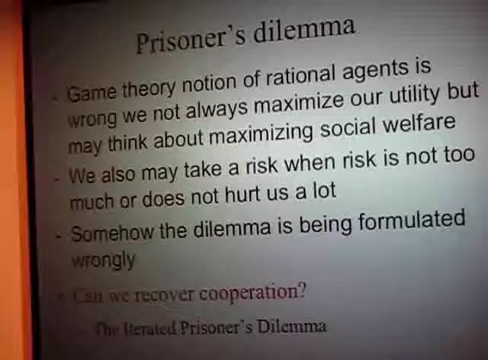 Prisoner's dilemma
- Game theory notion of rational agents is
wrong we not always maximize our utility but
may think about maximizing social welfare
- We also may take a risk when risk is not too
much or does not hurt us a lot
- Somehow the dilemma is being formulated
wrongly
- Can we recover cooperation?
- The Iterated Prisoner's Dilemma